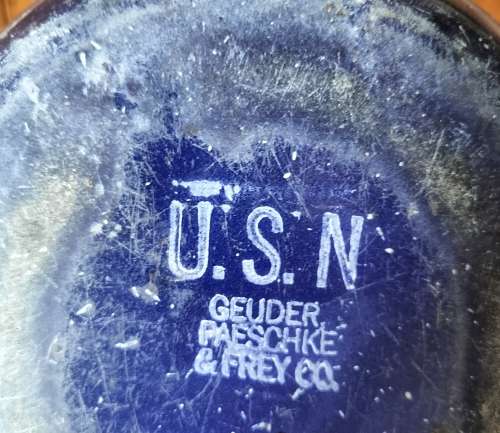 U.S.N
GEUDER,
PAESCHKE
& FREY CO.